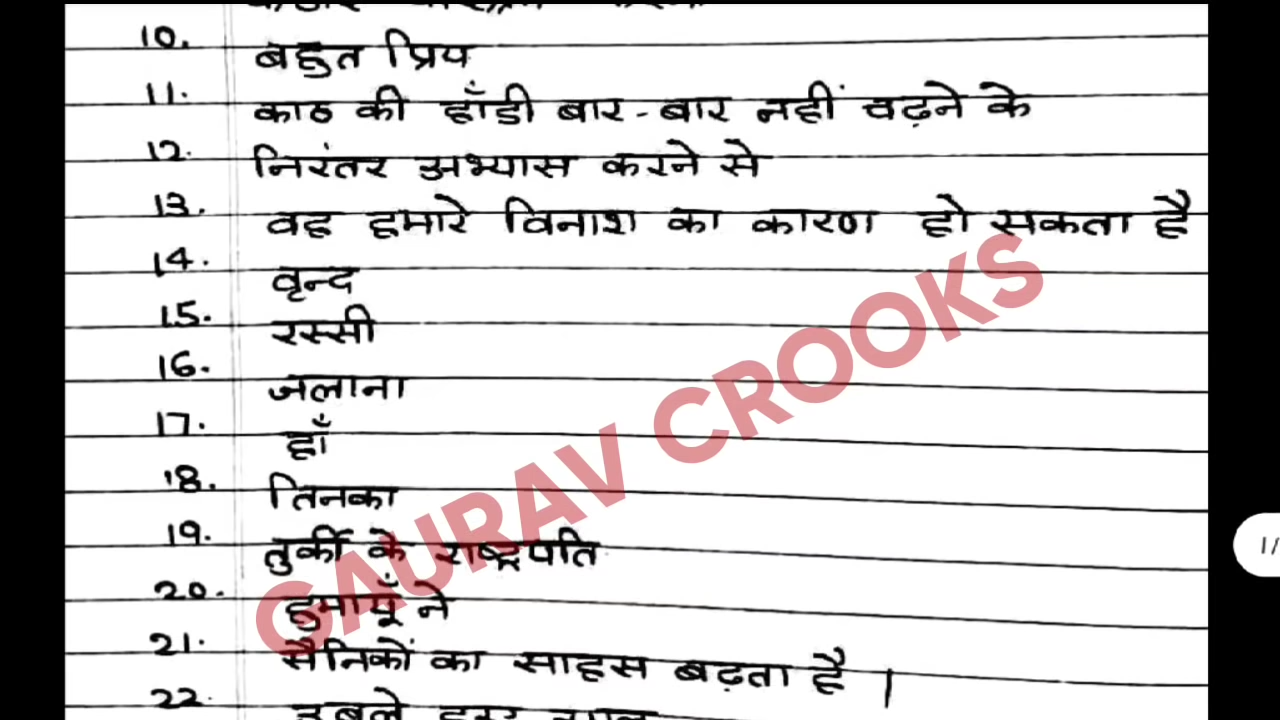 10. बहुत प्रिय
11. काठ की हाँडी बार-बार नहीं चढ़ने के
12. निरंतर अभ्यास करने से
13. वह हमारे विनाश का कारण हो सकता है
14. वृन्द
15. रस्सी
16. जलाना
17. हाँ
18. तिनका
19. तुर्की के राष्ट्रपति
20. हुमायूँ ने
21. सैनिकों का साहस बढ़ता है |
22.
GAURAV CROOKS
1/